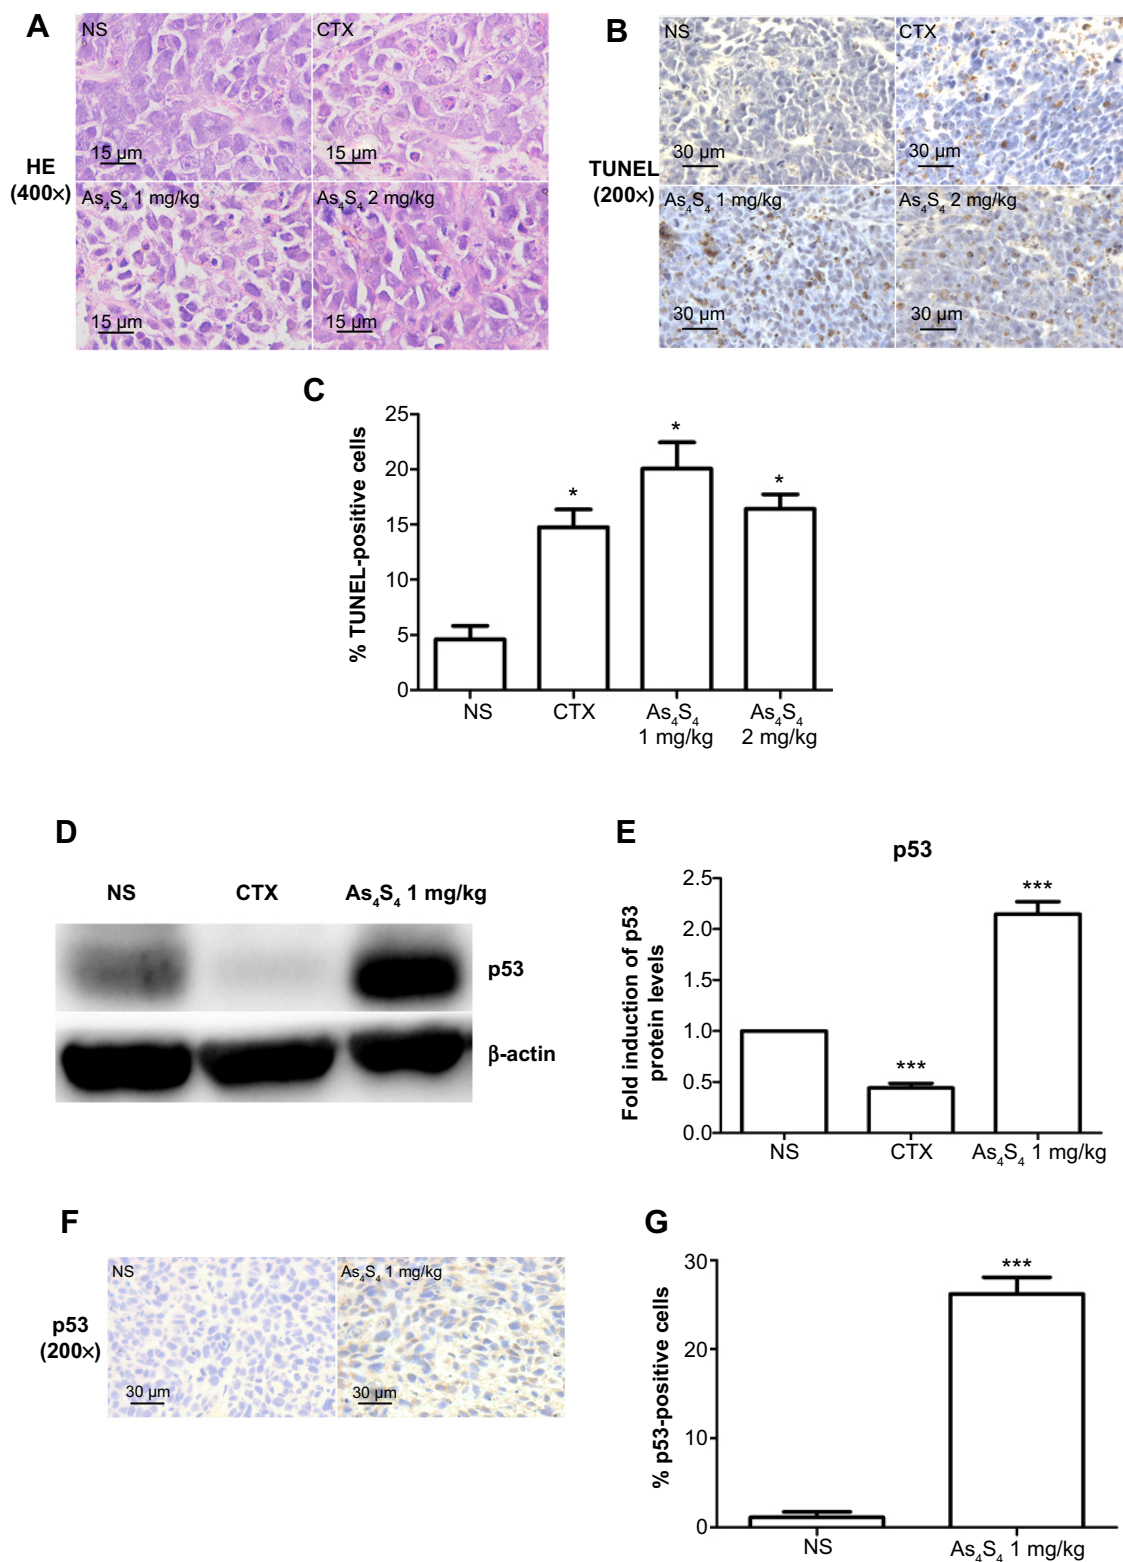 A
NS
CTX
15 µm
15 µm
HE
(400×)
As₄S₄ 1 mg/kg
As₄S₄ 2 mg/kg
15 µm
15 µm
B
NS
CTX
30 µm
30 µm
TUNEL
(200×)
As₄S₄ 1 mg/kg
As₄S₄ 2 mg/kg
30 µm
30 µm
C
% TUNEL-positive cells
25
20
15
10
5
0
*
*
*
NS
CTX
As₄S₄
1 mg/kg
As₄S₄
2 mg/kg
D
NS
CTX
As₄S₄ 1 mg/kg
p53
β-actin
E
p53
Fold induction of p53
protein levels
2.5
2.0
1.5
1.0
0.5
0.0
***
***
NS
CTX
As₄S₄ 1 mg/kg
F
p53
(200×)
NS
As₄S₄ 1 mg/kg
30 µm
30 µm
G
% p53-positive cells
30
20
10
0
***
NS
As₄S₄ 1 mg/kg